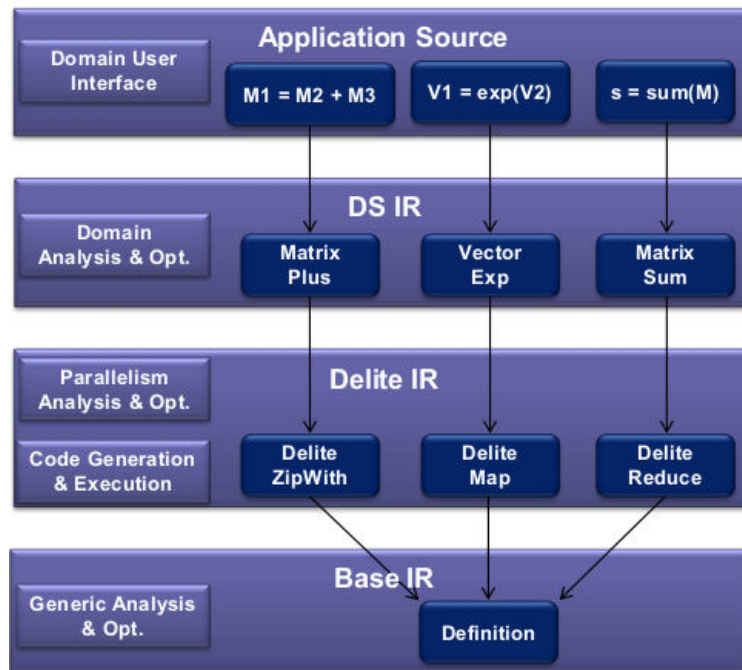 Application Source
Domain User
Interface
M1 = M2 + M3
V1 = exp(V2)
s = sum(M)
DS IR
Domain
Analysis & Opt.
Matrix
Plus
Vector
Exp
Matrix
Sum
Delite IR
Parallelism
Analysis & Opt.
Code Generation
& Execution
Delite
ZipWith
Delite
Map
Delite
Reduce
Base IR
Generic Analysis
& Opt.
Definition